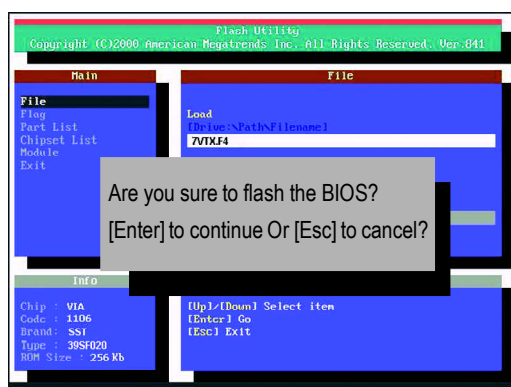 Flash Utility
Copyright (C)2000 American Megatrends Inc. All Rights Reserved. Ver.841
Main
File
Flag
Part List
Chipset List
Module
Exit
File
Load
[Drive:\Path\Filename]
7VTX.F4
Are you sure to flash the BIOS?
[Enter] to continue Or [Esc] to cancel?
Info
Chip : VIA
Code : 1106
Brand: SST
Type : 39SF020
ROM Size : 256 Kb
[Up]/[Down] Select item
[Enter] Go
[Esc] Exit